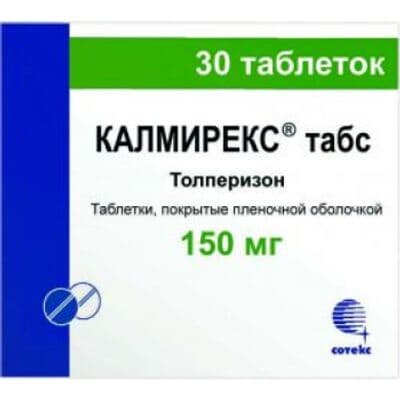 30 таблеток
КАЛМИРЕКС® табс
Толперизон
Таблетки, покрытые пленочной оболочкой
150 мг
сотекс